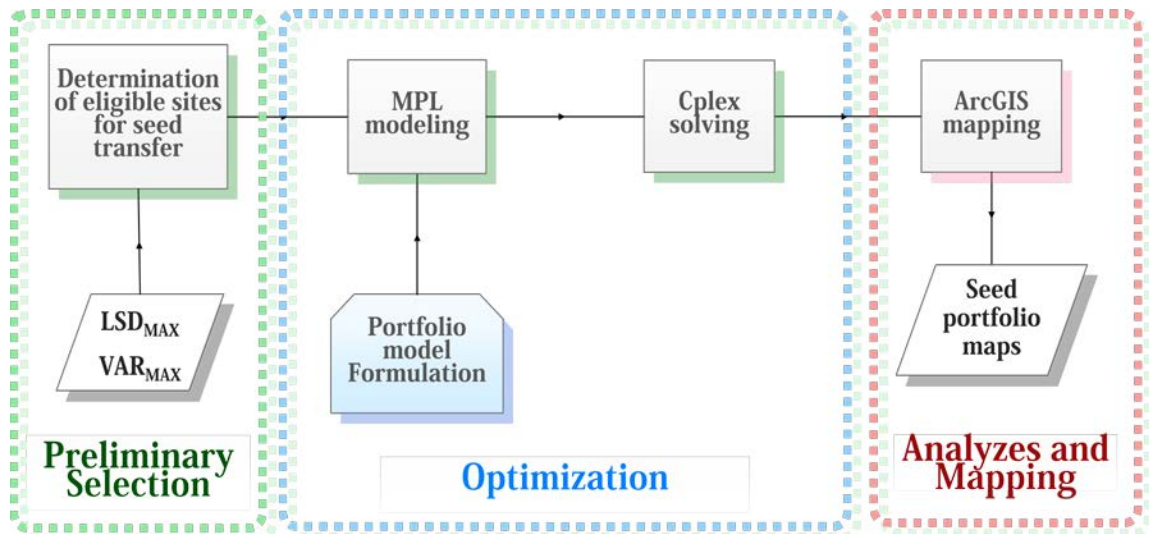 Determination
of eligible sites
for seed
transfer
LSDMAX
VARMAX
Preliminary
Selection
MPL
modeling
Cplex
solving
Portfolio
model
Formulation
Optimization
ArcGIS
mapping
Seed
portfolio
maps
Analyzes and
Mapping